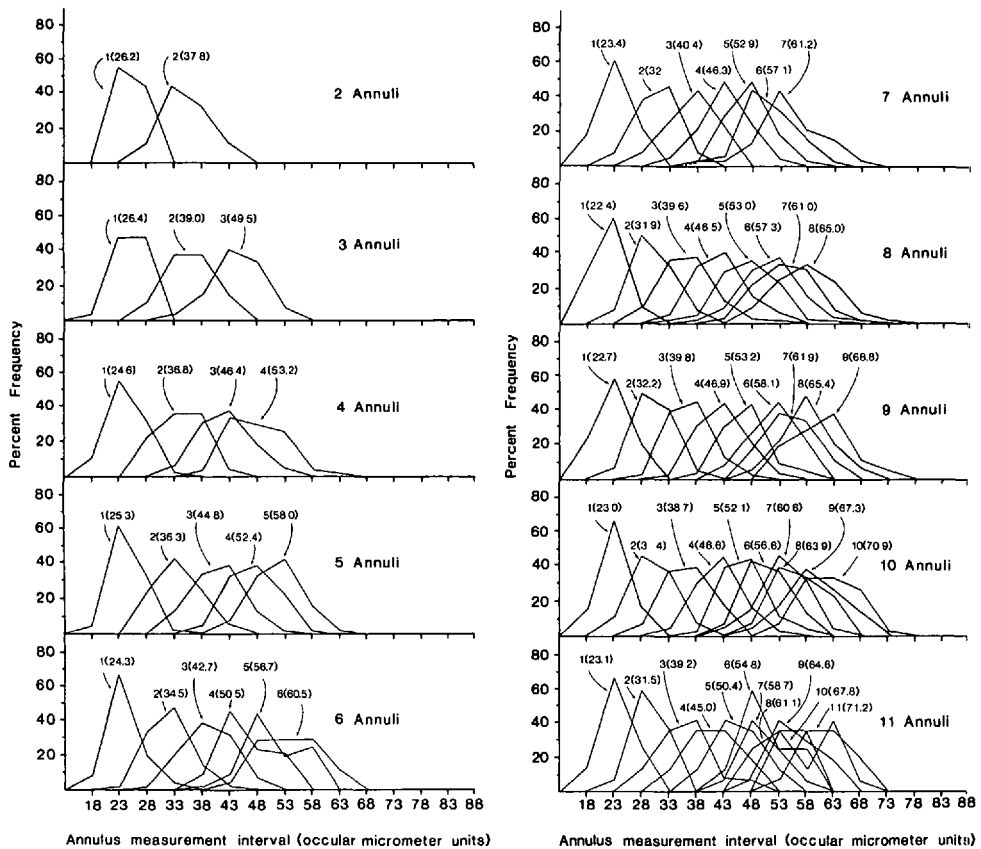 80
60
40
20
1(26.2) 2(37.8)
2 Annuli
80
60
40
20
1(26.4) 2(39.0) 3(49.5)
3 Annuli
80
60
40
20
1(24.6) 2(36.8) 3(46.4) 4(53.2)
4 Annuli
80
60
40
20
1(25.3) 2(36.3) 3(44.8) 4(52.4) 5(58.0)
5 Annuli
80
60
40
20
1(24.3) 2(34.5) 3(42.7) 4(50.5) 5(56.7) 6(60.5)
6 Annuli
Percent Frequency
18 23 28 33 38 43 48 53 58 63 68 73 78 83 88
Annulus measurement interval (occular micrometer units)
80
60
40
20
1(23.4) 2(32 3(40 4) 4(46.3) 5(52.9) 6(57.1) 7(61.2)
7 Annuli
80
60
40
20
1(22.4) 2(31.9) 3(39.6) 4(46.5) 5(53 0) 6(57.3) 7(61.0) 8(65.0)
8 Annuli
80
60
40
20
1(22.7) 2(32.2) 3(39.8) 4(46.9) 5(53.2) 6(58.1) 7(61.9) 8(65.4) 9(68.8)
9 Annuli
80
60
40
20
1(23.0) 2(3 4) 3(38.7) 4(46.6) 5(52.1) 6(56.6) 7(60.6) 8(63.9) 9(67.3) 10(70.9)
10 Annuli
80
60
40
20
1(23.1) 2(31.5) 3(39.2) 4(45.0) 5(50.4) 6(54.8) 7(58.7) 8(61.1) 9(64.6) 10(67.8) 11(71.2)
11 Annuli
Percent Frequency
18 23 28 33 38 43 48 53 58 63 68 73 78 83 88
Annulus measurement interval (occular micrometer units)